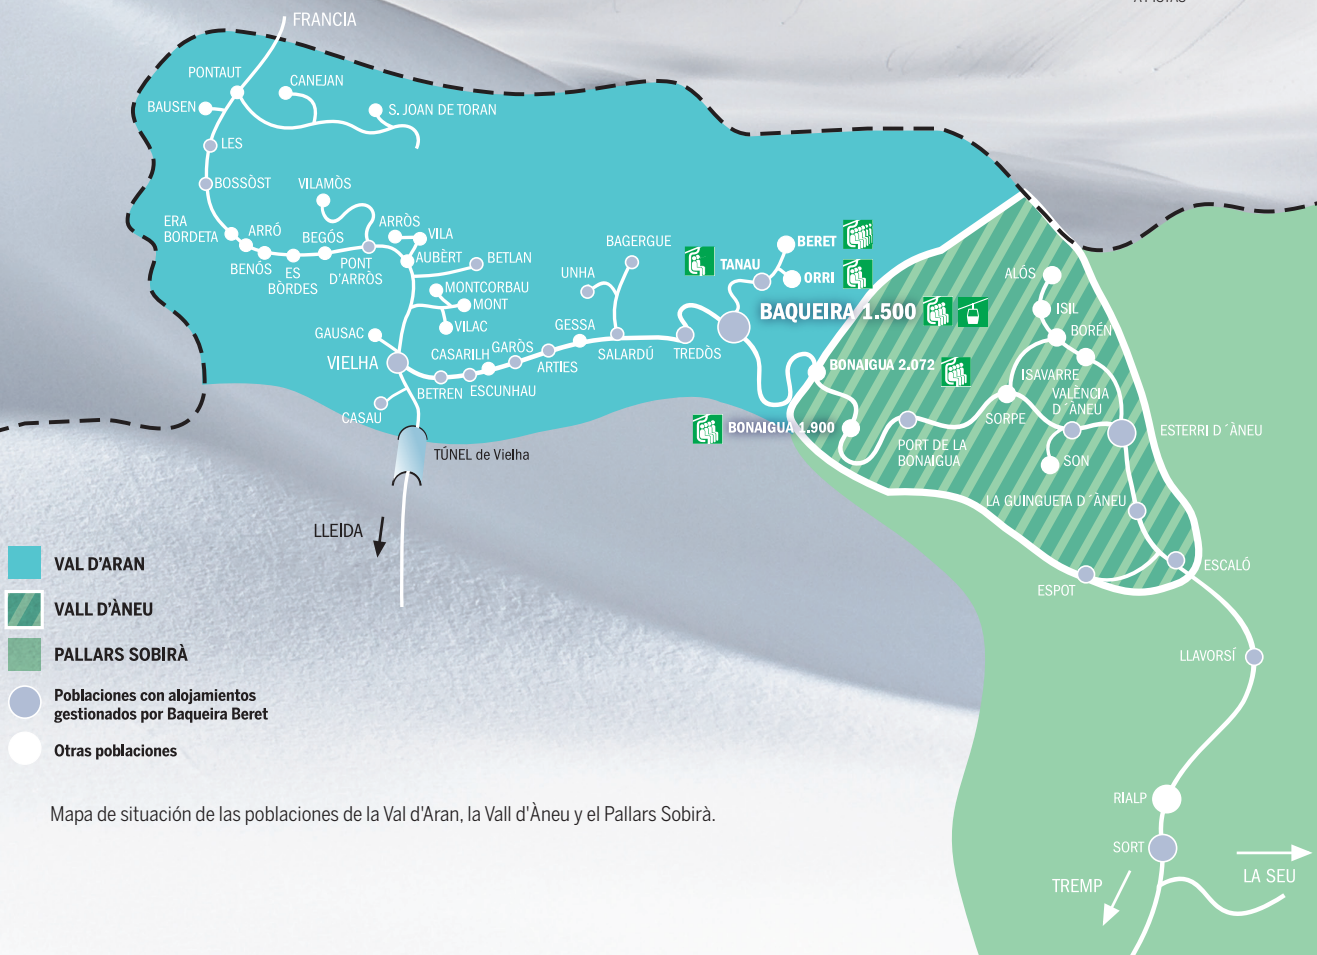 FRANCIA
PONTAUT
CANEJAN
BAUSEN
S. JOAN DE TORAN
LES
BOSSÒST
VILAMÒS
ERA
BORDETA
ARRÓ
BENÓS
ES
BÒRDES
BEGÓS
PONT
D'ARRÒS
ARRÒS
VILA
AUBÈRT
BETLAN
MONTCORBAU
MONT
VILAC
GAUSAC
VIELHA
CASAU
BETREN
CASARILH
ESCUNHAU
GARÒS
ARTIES
GESSA
UNHA
BAGERGUE
SALARDÚ
TREDÒS
TANAU
BERET
ORRI
BAQUEIRA 1.500
BONAIGUA 2.072
BONAIGUA 1.900
PORT DE LA
BONAIGUA
ALÓS
ISIL
BORÉN
ISAVARRE
SORPE
VALÈNCIA
D´ÀNEU
SON
ESTERRI D´ÀNEU
LA GUINGUETA D´ÀNEU
ESCALÓ
ESPOT
LLAVORSÍ
RIALP
SORT
TREMP
LA SEU
TÚNEL de Vielha
LLEIDA
VAL D'ARAN
VALL D'ÀNEU
PALLARS SOBIRÀ
Poblaciones con alojamientos
gestionados por Baqueira Beret
Otras poblaciones
Mapa de situación de las poblaciones de la Val d'Aran, la Vall d'Àneu y el Pallars Sobirà.